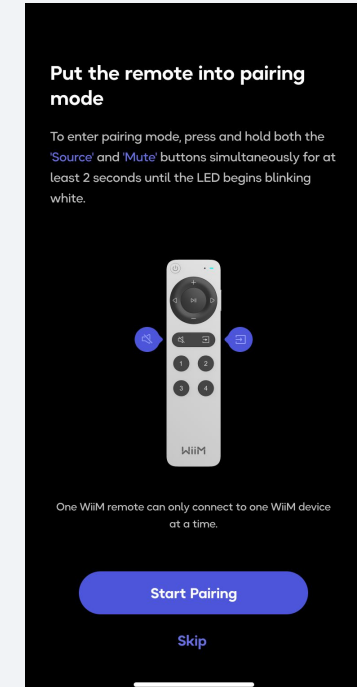 Put the remote into pairing
mode
To enter pairing mode, press and hold both the
'Source' and 'Mute' buttons simultaneously for at
least 2 seconds until the LED begins blinking
white.
1 2
3 4
WiiM
One WiiM remote can only connect to one WiiM device
at a time.
Start Pairing
Skip